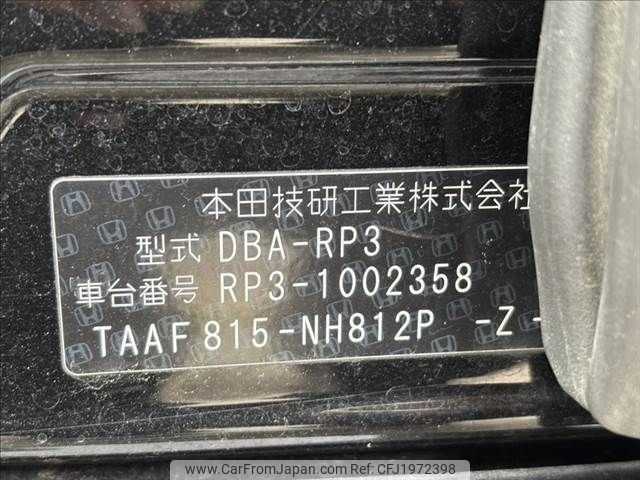 本田技研工業株式会社
型式 DBA-RP3
車台番号 RP3-1002358
TAAF 815-NH812P -Z -
www.CarFromJapan.com | Ref ID: CFJ1972398